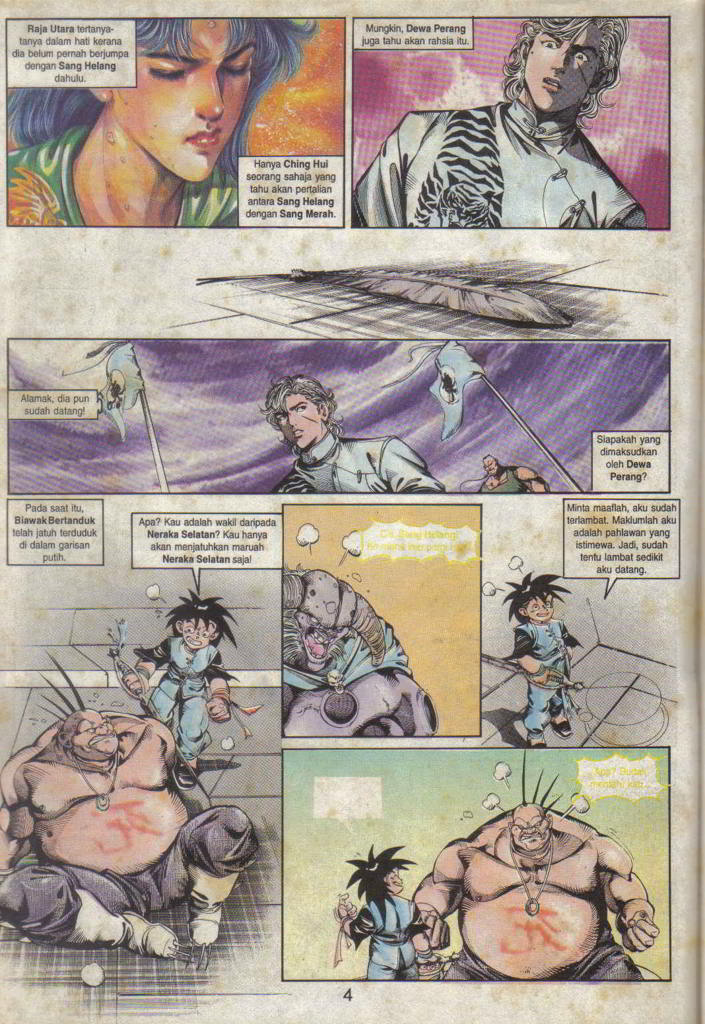 Raja Utara tertanya-
tanya dalam hati kerana
dia belum pernah berjumpa
dengan Sang Helang
dahulu.
Hanya Ching Hui
seorang sahaja yang
tahu akan pertalian
antara Sang Helang
dengan Sang Merah.
Mungkin, Dewa Perang
juga tahu akan rahsia itu.
Alamak, dia pun
sudah datang!
Siapakah yang
dimaksudkan
oleh Dewa
Perang?
Pada saat itu,
Biawak Bertanduk
telah jatuh terduduk
di dalam garisan
putih.
Apa? Kau adalah wakil daripada
Neraka Selatan? Kau hanya
akan menjatuhkan maruah
Neraka Selatan saja!
Sang Helang
Minta maaflah, aku sudah
terlambat. Maklumlah aku
adalah pahlawan yang
istimewa. Jadi, sudah
tentu lambat sedikit
aku datang.
Apa? Sudah
4